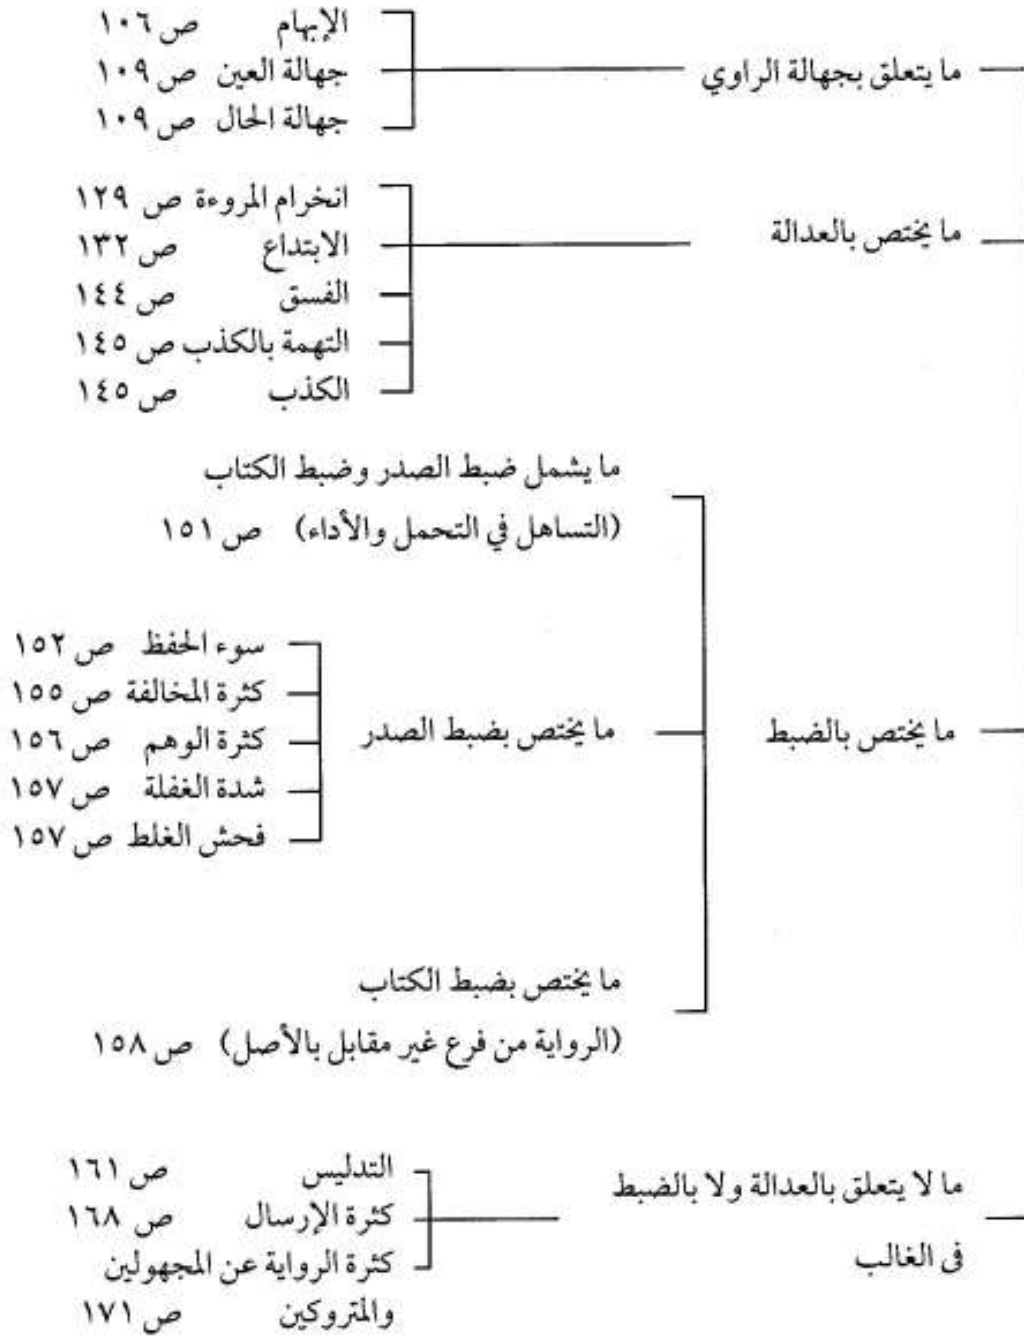 ما يتعلق بجهالة الراوي
الإبهام ص ١٠٦
جهالة العين ص ١٠٩
جهالة الحال ص ١٠٩
ما يختص بالعدالة
انخرام المروءة ص ١٢٩
الابتداع ص ١٣٢
الفسق ص ١٤٤
التهمة بالكذب ص ١٤٥
الكذب ص ١٤٥
ما يختص بالضبط
ما يشمل ضبط الصدر وضبط الكتاب
(التساهل في التحمل والأداء) ص ١٥١
ما يختص بضبط الصدر
سوء الحفظ ص ١٥٢
كثرة المخالفة ص ١٥٥
كثرة الوهم ص ١٥٦
شدة الغفلة ص ١٥٧
فحش الغلط ص ١٥٧
ما يختص بضبط الكتاب
(الرواية من فرع غير مقابل بالأصل) ص ١٥٨
ما لا يتعلق بالعدالة ولا بالضبط
فى الغالب
التدليس ص ١٦١
كثرة الإرسال ص ١٦٨
كثرة الرواية عن المجهولين
والمتروكين ص ١٧١